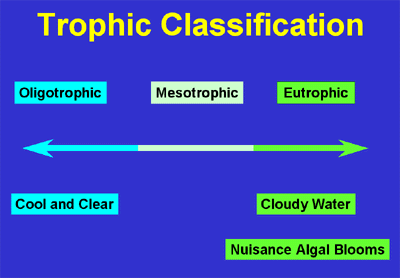 Trophic Classification
Oligotrophic Mesotrophic Eutrophic
Cool and Clear Cloudy Water
Nuisance Algal Blooms